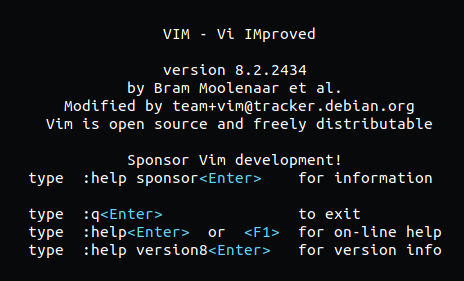 VIM - Vi IMproved
version 8.2.2434
by Bram Moolenaar et al.
Modified by team+vim@tracker.debian.org
Vim is open source and freely distributable
Sponsor Vim development!
type  :help sponsor<Enter>    for information
type  :q<Enter>               to exit
type  :help<Enter>  or  <F1>  for on-line help
type  :help version8<Enter>   for version info